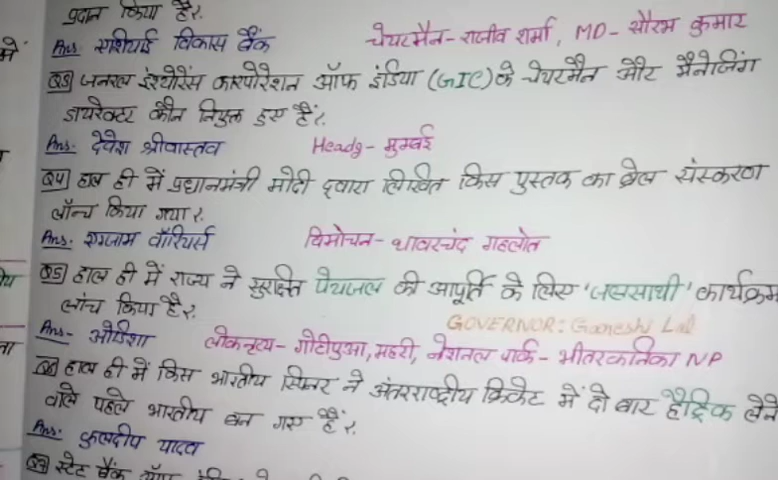 प्रदान किया है?
Ans. एशियाई विकास बैंक चेयरमैन- राजीव शर्मा, MD- सौरभ कुमार
Q3) जनरल इंश्योरेंस कारपोरेशन ऑफ इंडिया (GIC) के चेयरमैन और मैनेजिंग
डायरेक्टर कौन नियुक्त हुए हैं?
Ans. देवेश श्रीवास्तव Heads- मुम्बई
Q4) हाल ही में प्रधानमंत्री मोदी द्वारा लिखित किस पुस्तक का ब्रेल संस्करण
लॉन्च किया गया?
Ans. एग्जाम वॉरियर्स विमोचन- थावरचंद गहलोत
Q5) हाल ही में राज्य ने सुरक्षित पेयजल की आपूर्ति के लिए 'जलसाथी' कार्यक्रम
लांच किया है?
GOVERNOR: Ganeshi Lal
Ans- ओडिशा लोकनृत्य- गोटीपुआ, महरी, नेशनल पार्क- भीतरकनिका NP
Q6) हाल ही में किस भारतीय स्पिनर ने अंतरराष्ट्रीय क्रिकेट में दो बार हैट्रिक लेने
वाले पहले भारतीय बन गए हैं?
Ans. कुलदीप यादव
स्टेट बैंक ऑफ